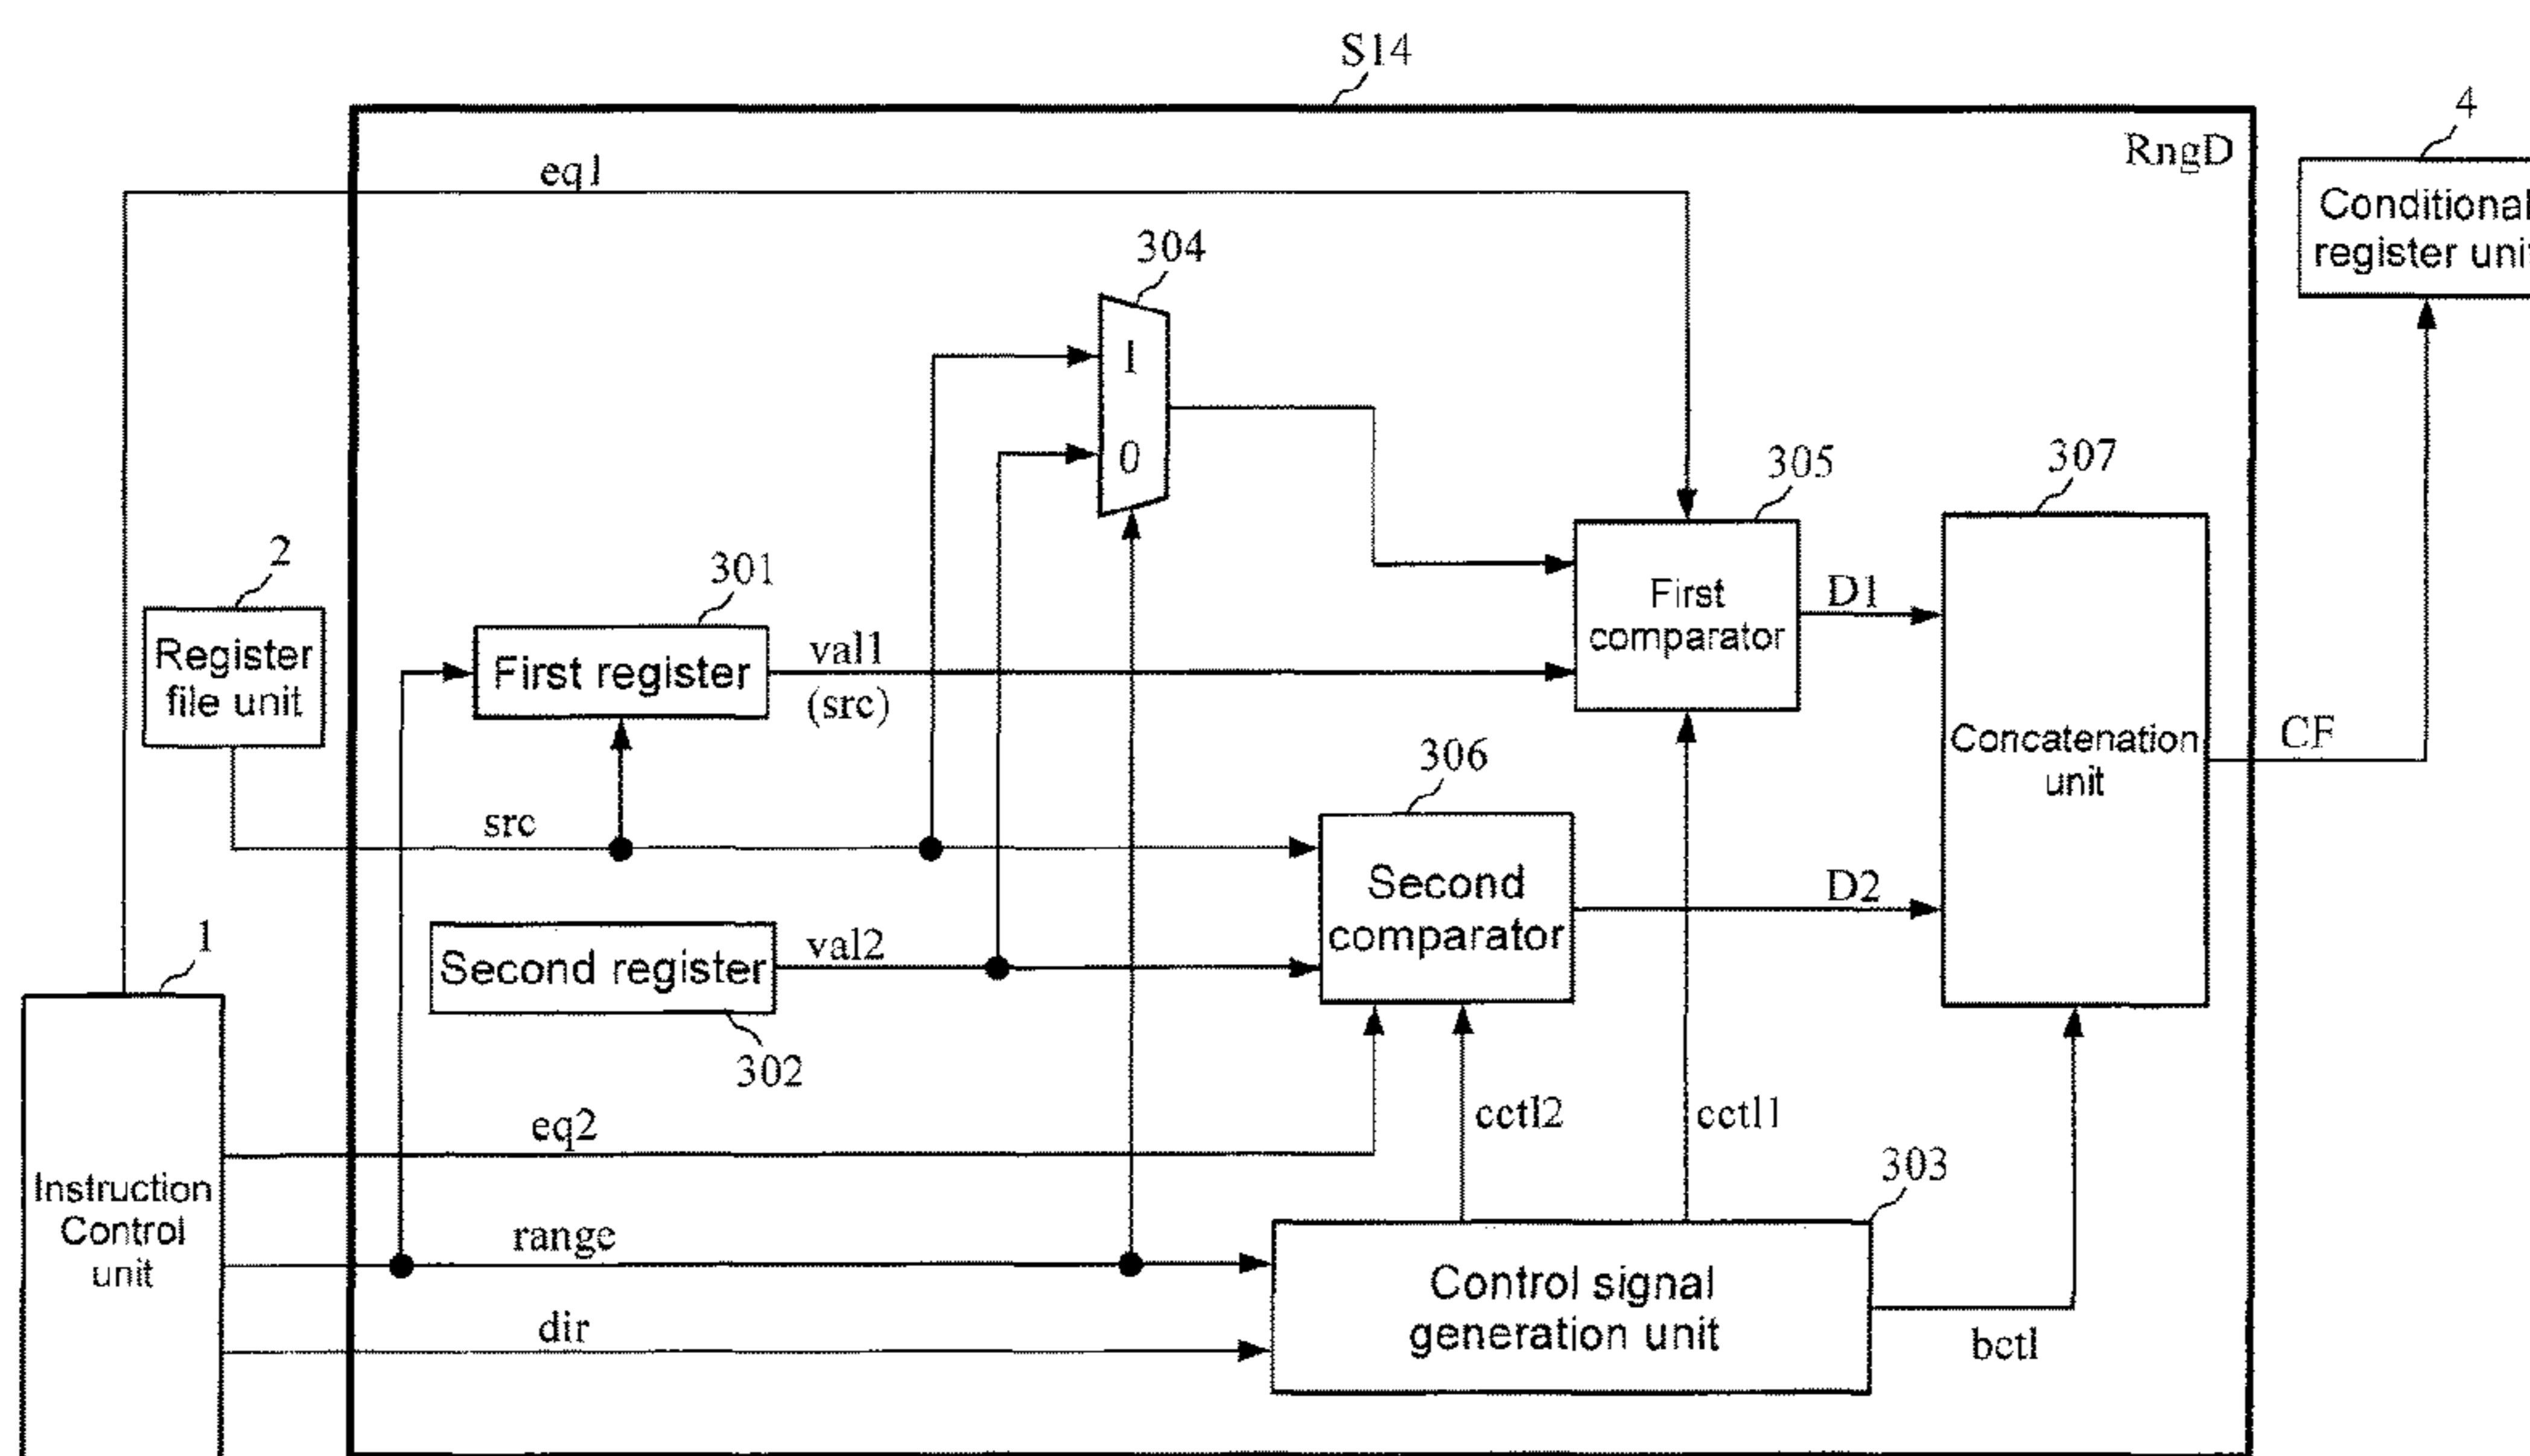 S14
4
RngD
Conditional
register unit
eq1
304
1
0
305
307
2
301
Register
file unit
First register
val1
(src)
First
comparator
D1
Concatenation
unit
CF
306
src
Second
comparator
D2
1
Second register
val2
302
eq2
cctl2
cctl1
303
Instruction
Control
unit
range
Control signal
generation unit
dir
bctl